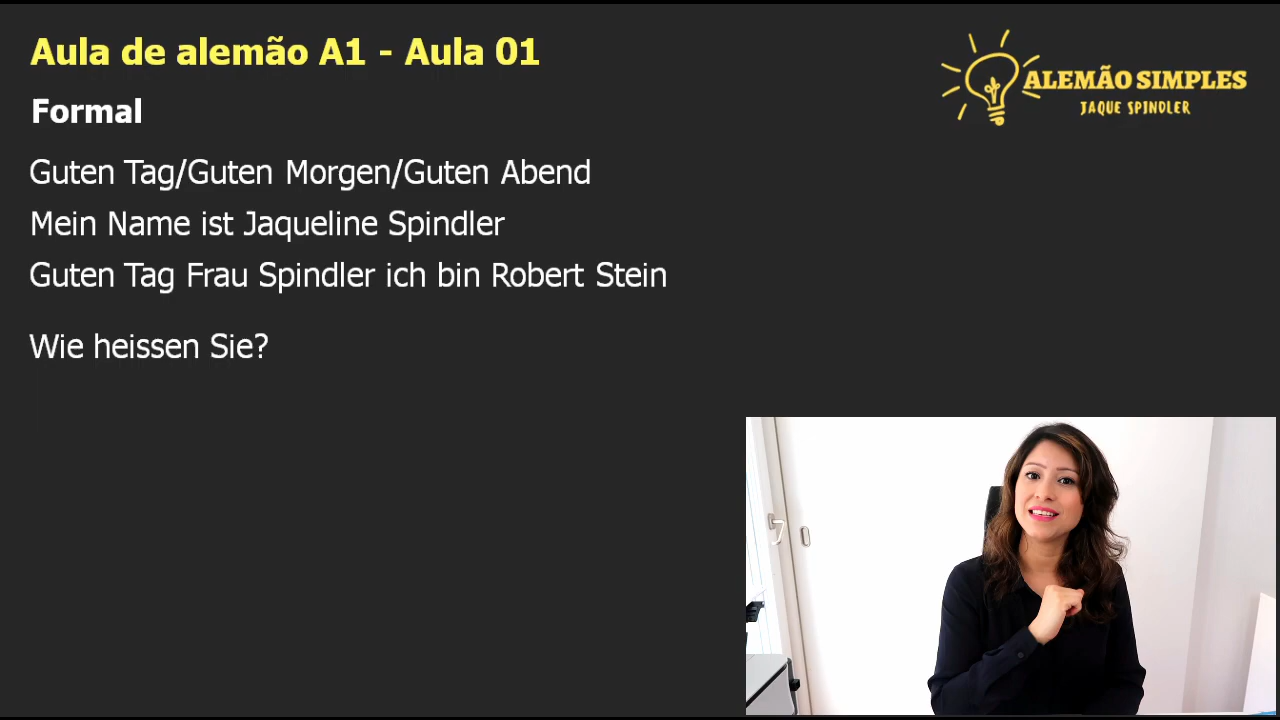 Aula de alemão A1 - Aula 01
ALEMÃO SIMPLES
JAQUE SPINDLER
Formal
Guten Tag/Guten Morgen/Guten Abend
Mein Name ist Jaqueline Spindler
Guten Tag Frau Spindler ich bin Robert Stein
Wie heissen Sie?